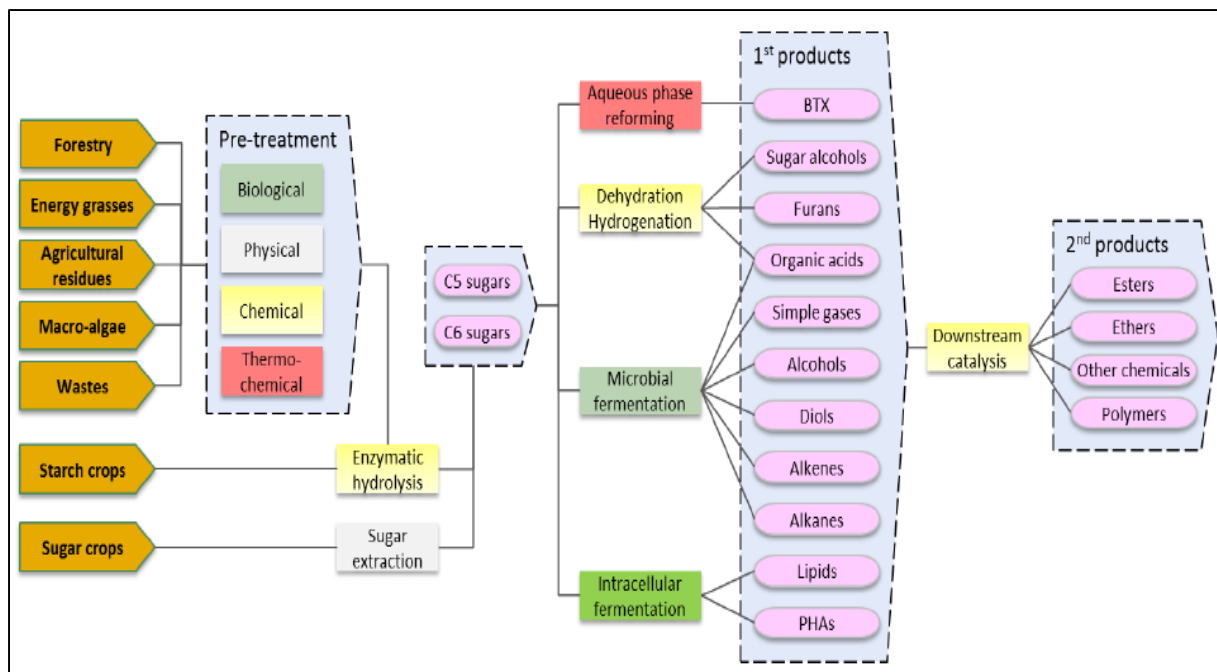 Forestry
Energy grasses
Agricultural
residues
Macro-algae
Wastes
Starch crops
Sugar crops
Pre-treatment
Biological
Physical
Chemical
Thermo-
chemical
Enzymatic
hydrolysis
Sugar
extraction
C5 sugars
C6 sugars
Aqueous phase
reforming
Dehydration
Hydrogenation
Microbial
fermentation
Intracellular
fermentation
1st products
BTX
Sugar alcohols
Furans
Organic acids
Simple gases
Alcohols
Diols
Alkenes
Alkanes
Lipids
PHAs
Downstream
catalysis
2nd products
Esters
Ethers
Other chemicals
Polymers